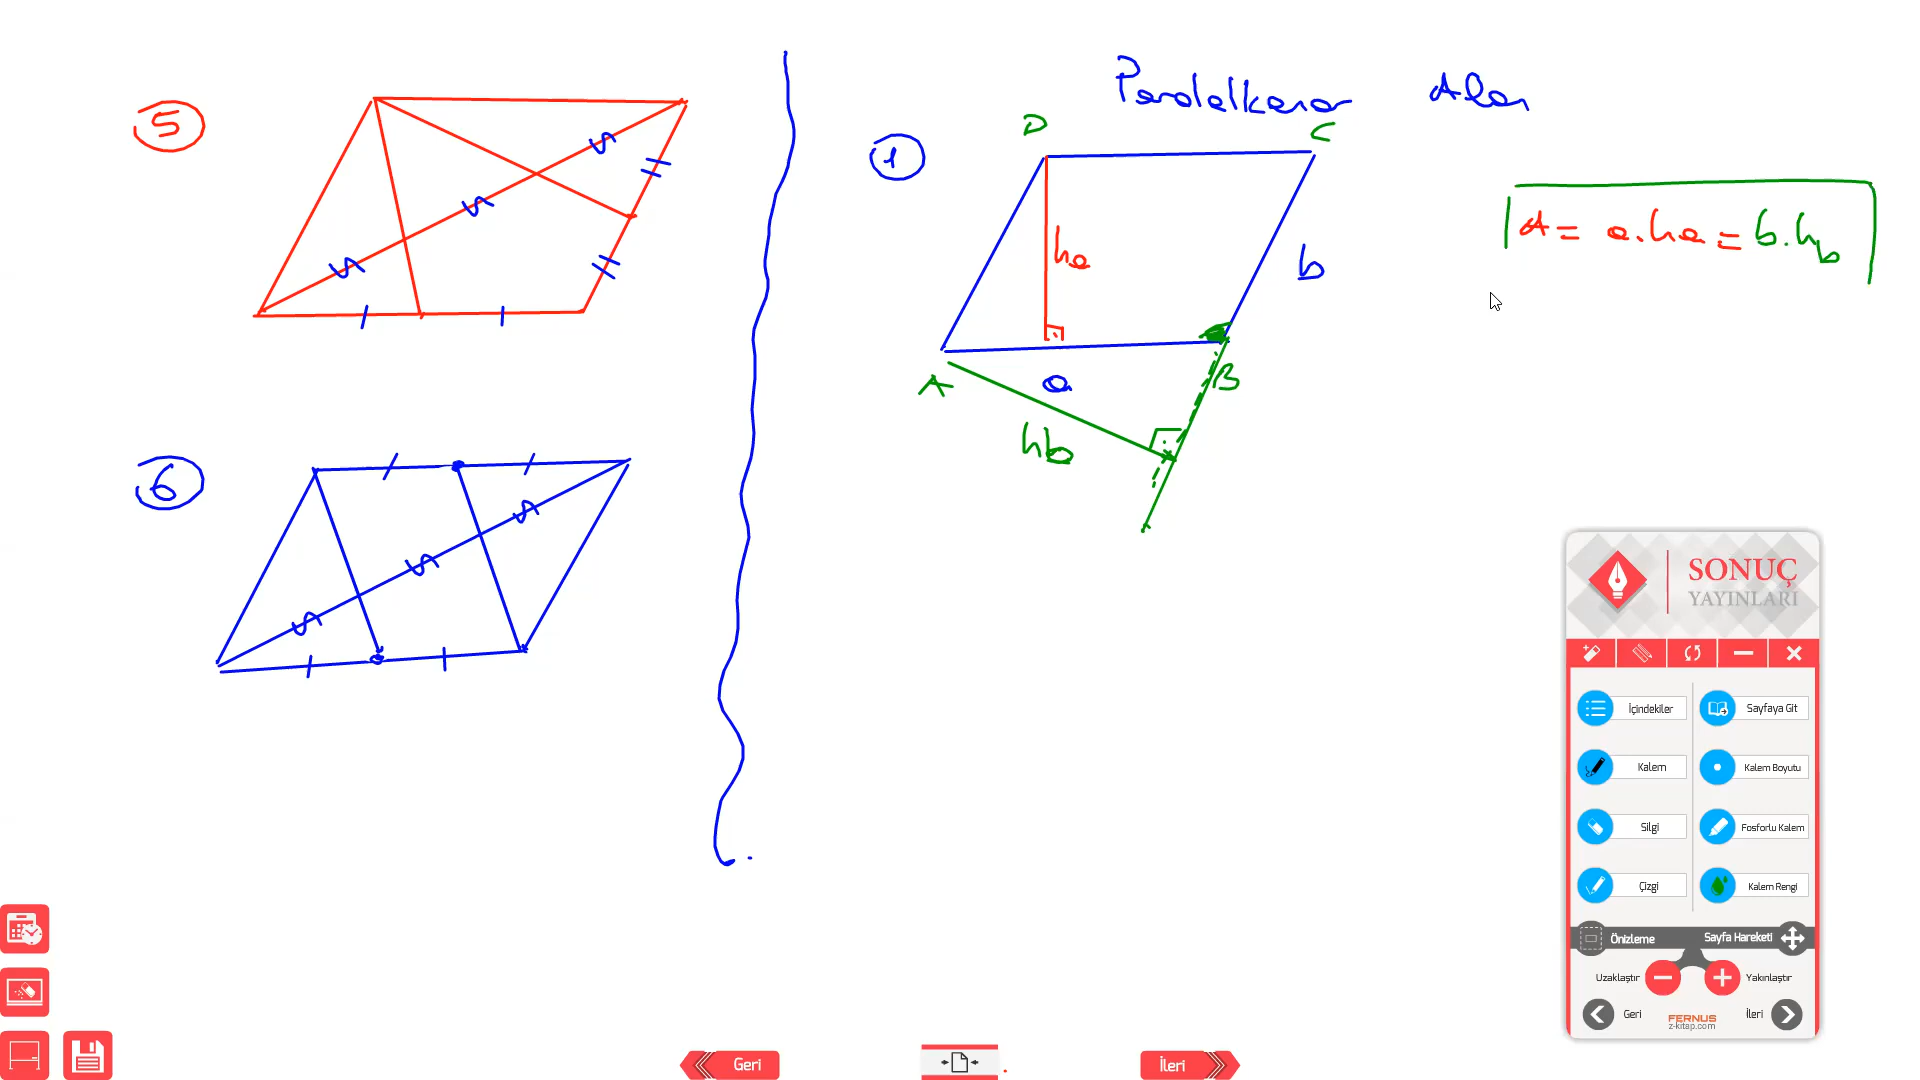 5
6
Paralelkenar Alan
1
D
C
ha
b
A = a.ha = b.hb
A
a
B
hb
SONUÇ
YAYINLARI
İçindekiler
Sayfaya Git
Kalem
Kalem Boyutu
Silgi
Fosforlu Kalem
Çizgi
Kalem Rengi
Önizleme
Sayfa Hareketi
Uzaklaştır
Yakınlaştır
Geri
FERNUS
z-kitap.com
İleri
Geri
İleri